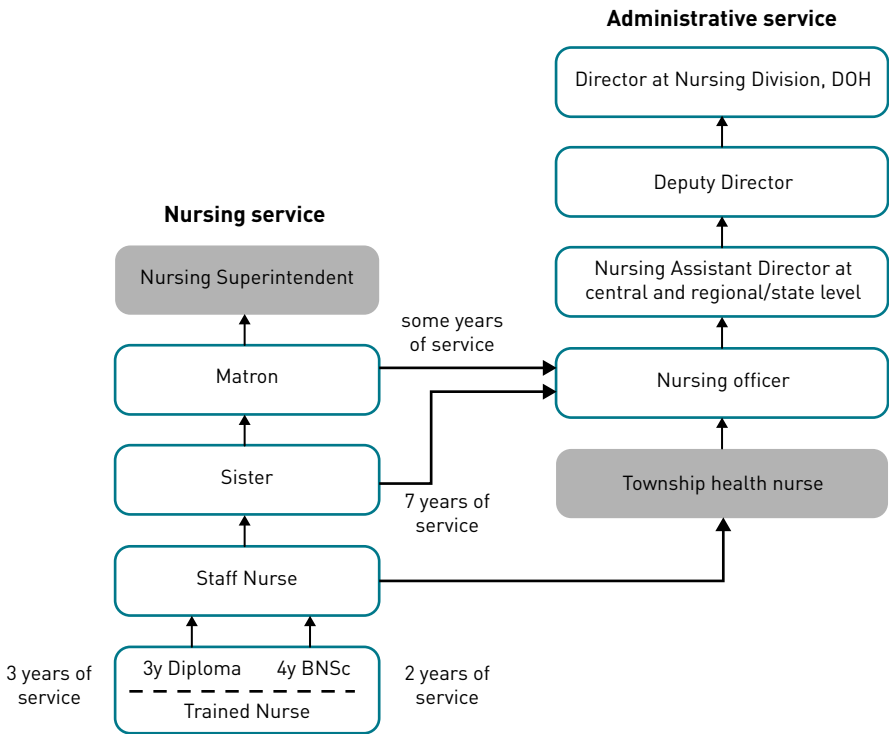 Administrative service
Director at Nursing Division, DOH
Deputy Director
Nursing Assistant Director at
central and regional/state level
Nursing officer
Township health nurse
Nursing service
Nursing Superintendent
some years
of service
Matron
Sister
7 years of
service
Staff Nurse
3 years of
service
3y Diploma 4y BNSc
Trained Nurse
2 years of
service